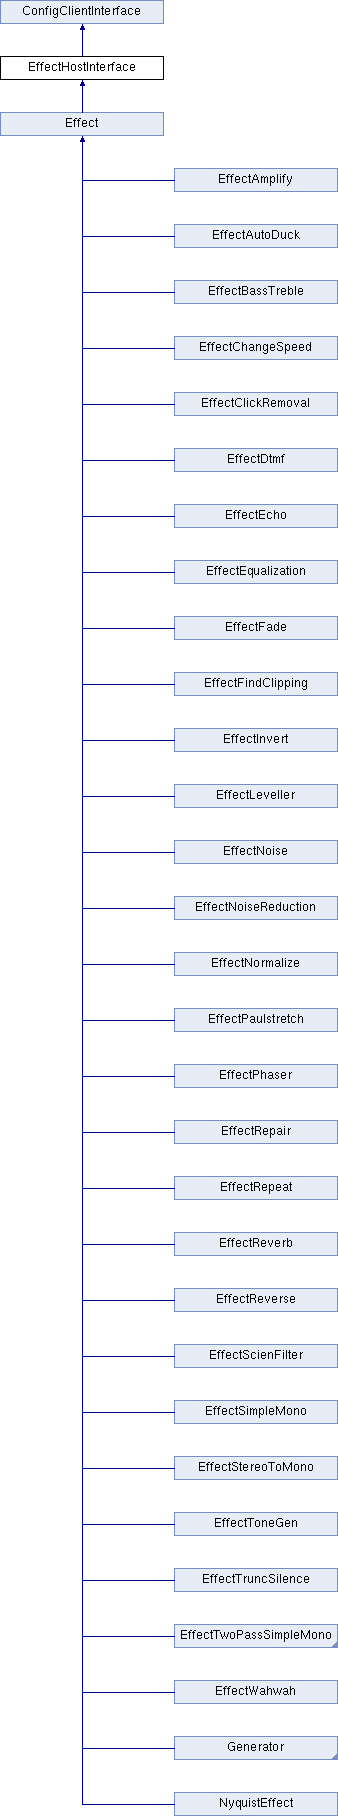 ConfigClientInterface
EffectHostInterface
Effect
EffectAmplify
EffectAutoDuck
EffectBassTreble
EffectChangeSpeed
EffectClickRemoval
EffectDtmf
EffectEcho
EffectEqualization
EffectFade
EffectFindClipping
EffectInvert
EffectLeveller
EffectNoise
EffectNoiseReduction
EffectNormalize
EffectPaulstretch
EffectPhaser
EffectRepair
EffectRepeat
EffectReverb
EffectReverse
EffectScienFilter
EffectSimpleMono
EffectStereoToMono
EffectToneGen
EffectTruncSilence
EffectTwoPassSimpleMono
EffectWahwah
Generator
NyquistEffect